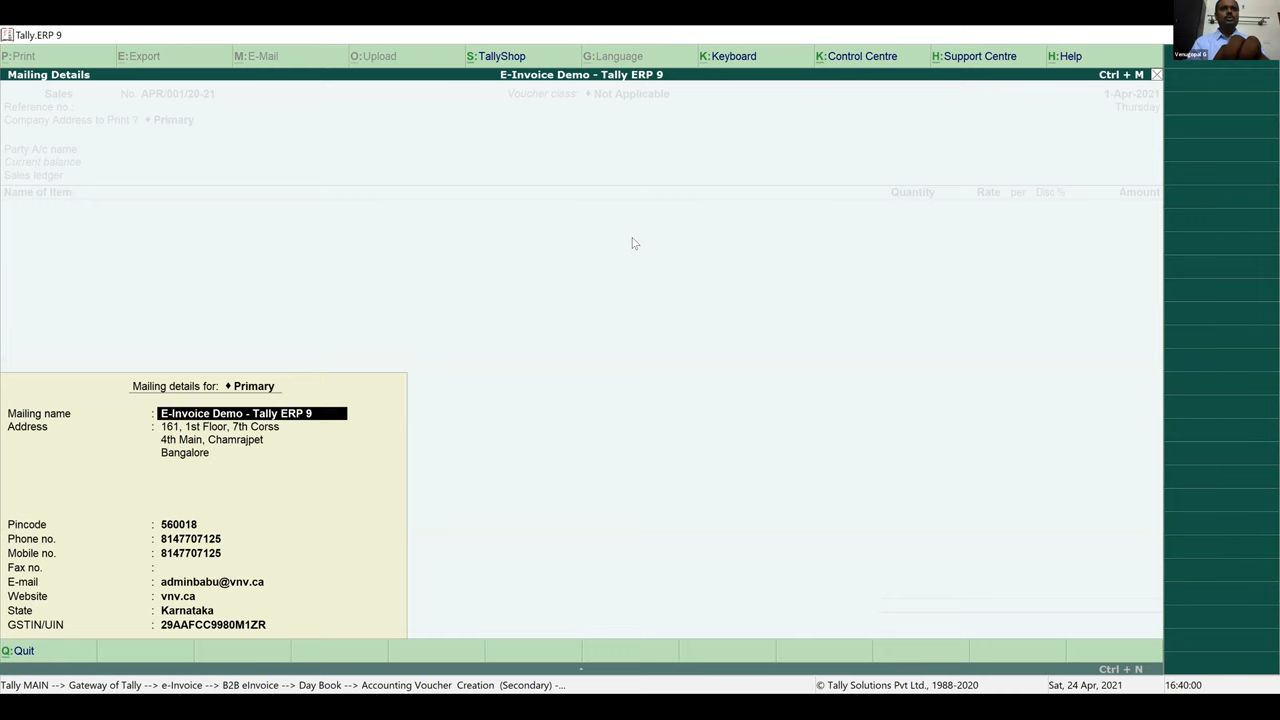 Tally.ERP 9
P:Print E:Export M:E-Mail O:Upload S:TallyShop G:Language K:Keyboard K:Control Centre H:Support Centre H:Help
Venugopal G
Mailing Details E-Invoice Demo - Tally ERP 9 Ctrl + M
Sales No. APR/001/20-21 Voucher class: ♦ Not Applicable 1-Apr-2021
Reference no.: Thursday
Company Address to Print ? ♦ Primary
Party A/c name
Current balance
Sales ledger
Name of Item Quantity Rate per Disc % Amount
Mailing details for: ♦ Primary
Mailing name : E-Invoice Demo - Tally ERP 9
Address : 161, 1st Floor, 7th Corss
4th Main, Chamrajpet
Bangalore
Pincode : 560018
Phone no. : 8147707125
Mobile no. : 8147707125
Fax no. :
E-mail : adminbabu@vnv.ca
Website : vnv.ca
State : Karnataka
GSTIN/UIN : 29AAFCC9980M1ZR
Q:Quit
Ctrl + N
Tally MAIN --> Gateway of Tally --> e-Invoice --> B2B eInvoice --> Day Book --> Accounting Voucher Creation (Secondary) -... © Tally Solutions Pvt Ltd., 1988-2020 Sat, 24 Apr, 2021 16:40:00